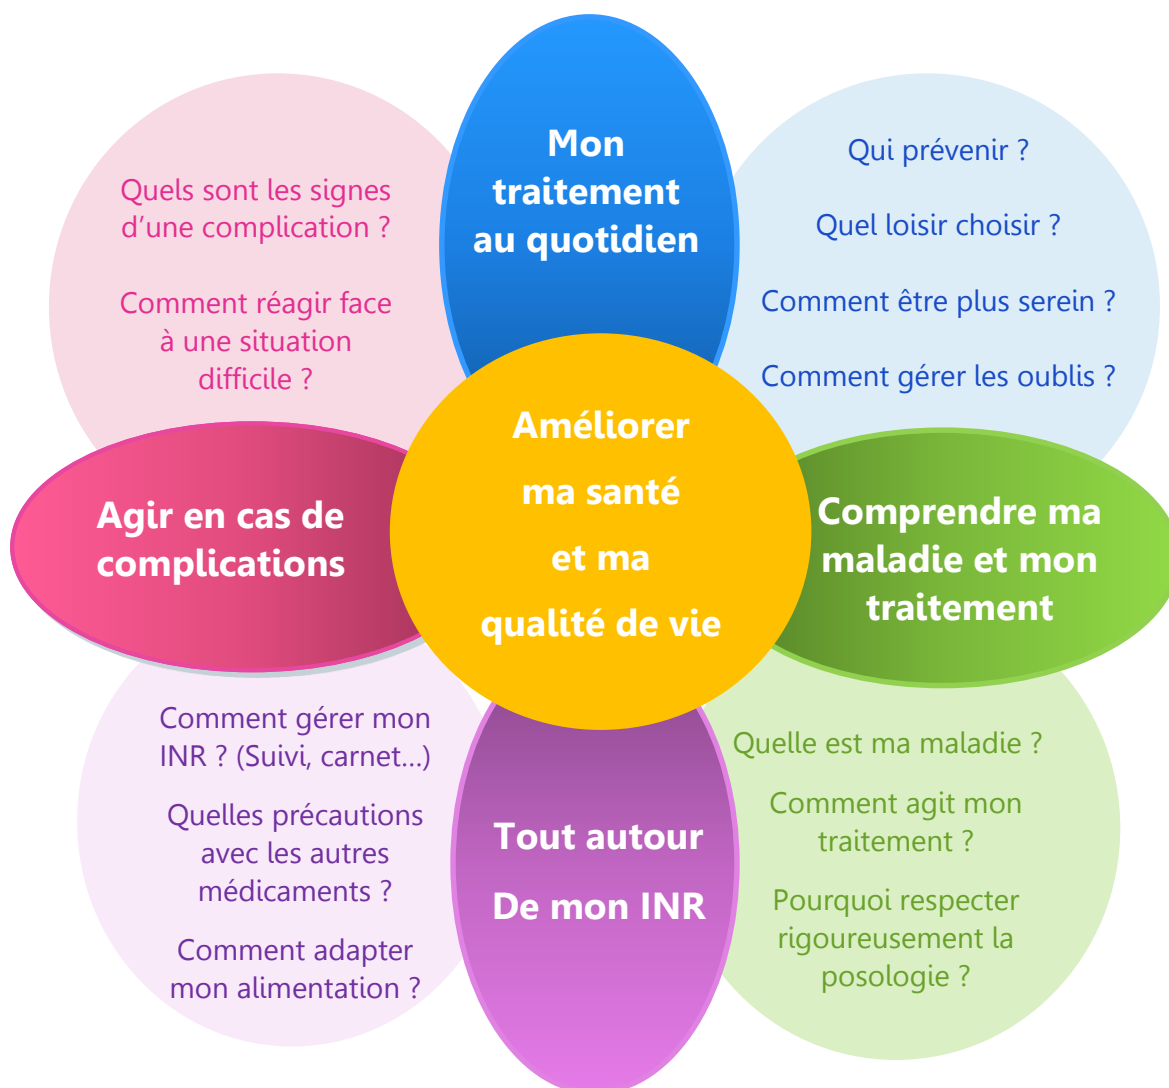 Mon
traitement
au quotidien
Quels sont les signes
d’une complication ?
Comment réagir face
à une situation
difficile ?
Qui prévenir ?
Quel loisir choisir ?
Comment être plus serein ?
Comment gérer les oublis ?
Améliorer
ma santé
et ma
qualité de vie
Agir en cas de
complications
Comprendre ma
maladie et mon
traitement
Comment gérer mon
INR ? (Suivi, carnet…)
Quelles précautions
avec les autres
médicaments ?
Comment adapter
mon alimentation ?
Tout autour
De mon INR
Quelle est ma maladie ?
Comment agit mon
traitement ?
Pourquoi respecter
rigoureusement la
posologie ?